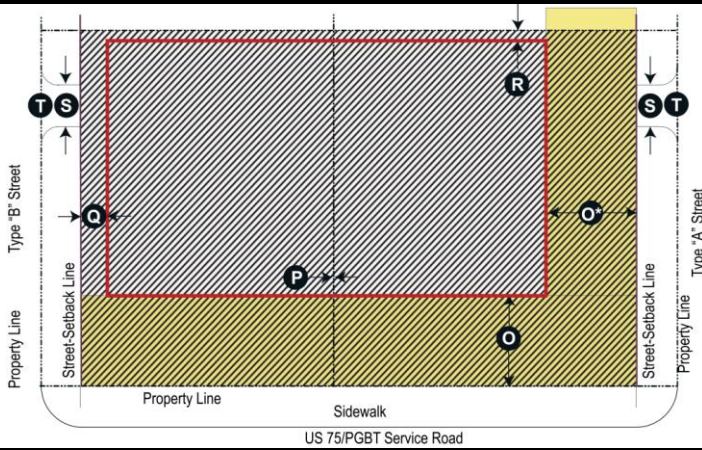 R
T S
S T
Type "B" Street
Q
O*
Type "A" Street
P
Street-Setback Line
Street-Setback Line
Property Line
Property Line
O
Property Line
Sidewalk
US 75/PGBT Service Road